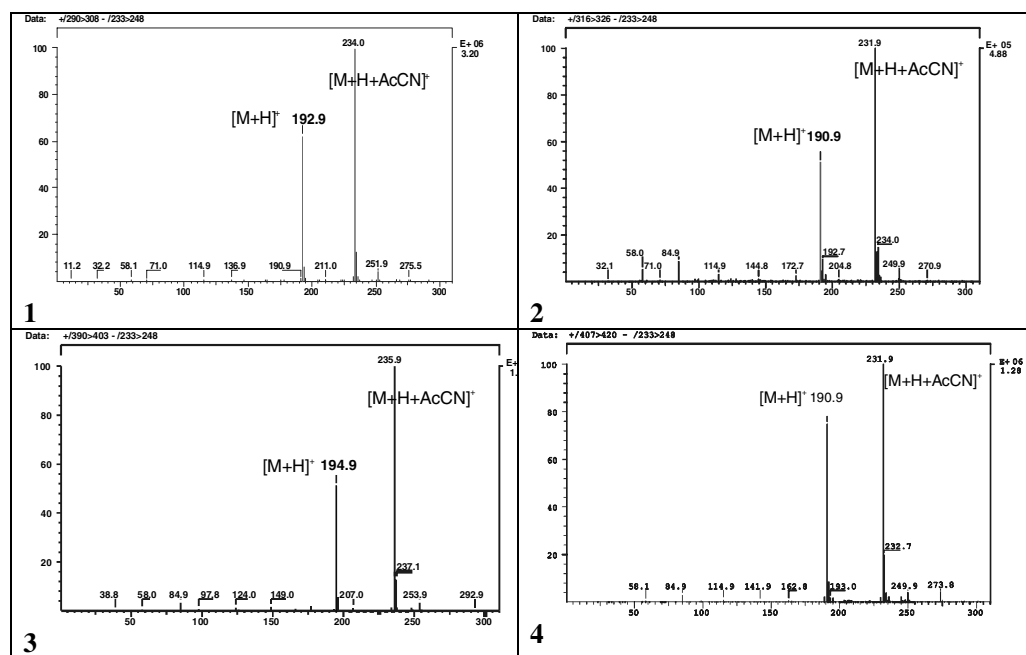 Data: +/290>308 - /233>248
100
80
60
40
20
234.0
E+ 06
3.20
[M+H+AcCN]+
[M+H]+ 192.9
11.2 32.2 58.1 71.0 114.9 136.9 190.9 211.0 251.9 275.5
50 100 150 200 250 300
1
Data: +/316>326 - /233>248
100
80
60
40
20
231.9
E+ 05
4.88
[M+H+AcCN]+
[M+H]+ 190.9
32.1 58.0 71.0 84.9 114.9 144.8 172.7 192.7 204.8 234.0 249.9 270.9
50 100 150 200 250 300
2
Data: +/390>403 - /233>248
100
80
60
40
20
235.9
E+
1.
[M+H+AcCN]+
[M+H]+ 194.9
237.1
38.8 58.0 84.9 97.8 124.0 149.0 207.0 253.9 292.9
50 100 150 200 250 300
3
Data: +/407>420 - /233>248
100
80
60
40
20
231.9
E+ 06
1.28
[M+H+AcCN]+
[M+H]+ 190.9
232.7
58.1 84.9 114.9 141.9 162.8 193.0 249.9 273.8
50 100 150 200 250 300
4